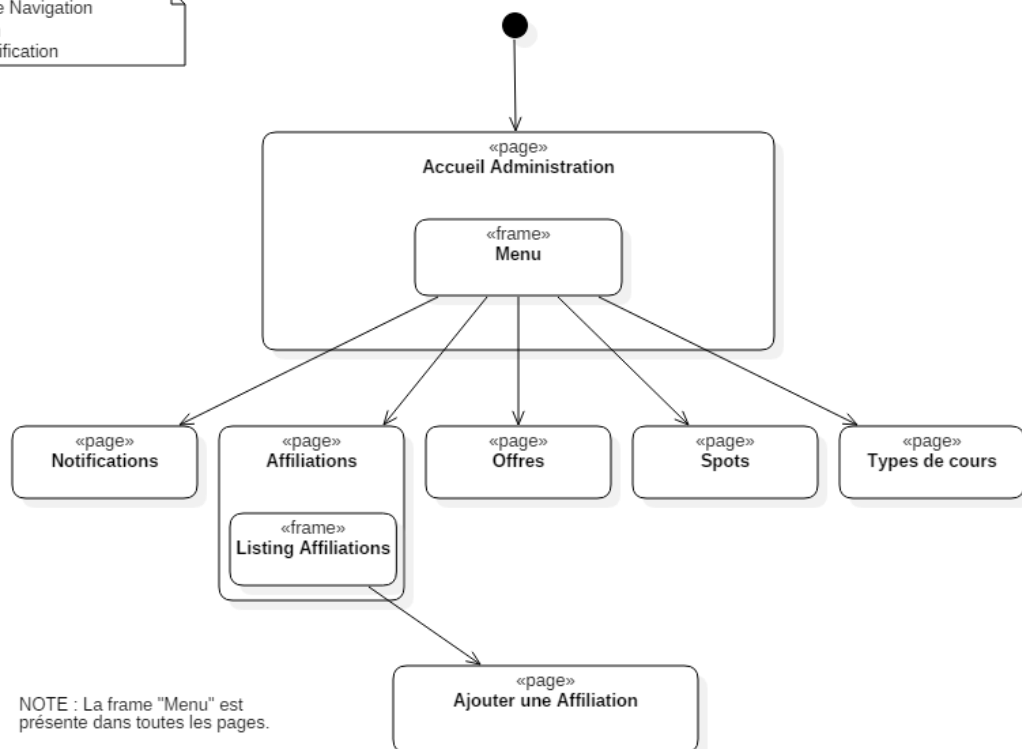 Navigation
«page»
Accueil Administration
«frame»
Menu
«page»
Notifications
«page»
Affiliations
«page»
Offres
«page»
Spots
«page»
Types de cours
«frame»
Listing Affiliations
«page»
Ajouter une Affiliation
NOTE : La frame "Menu" est
présente dans toutes les pages.